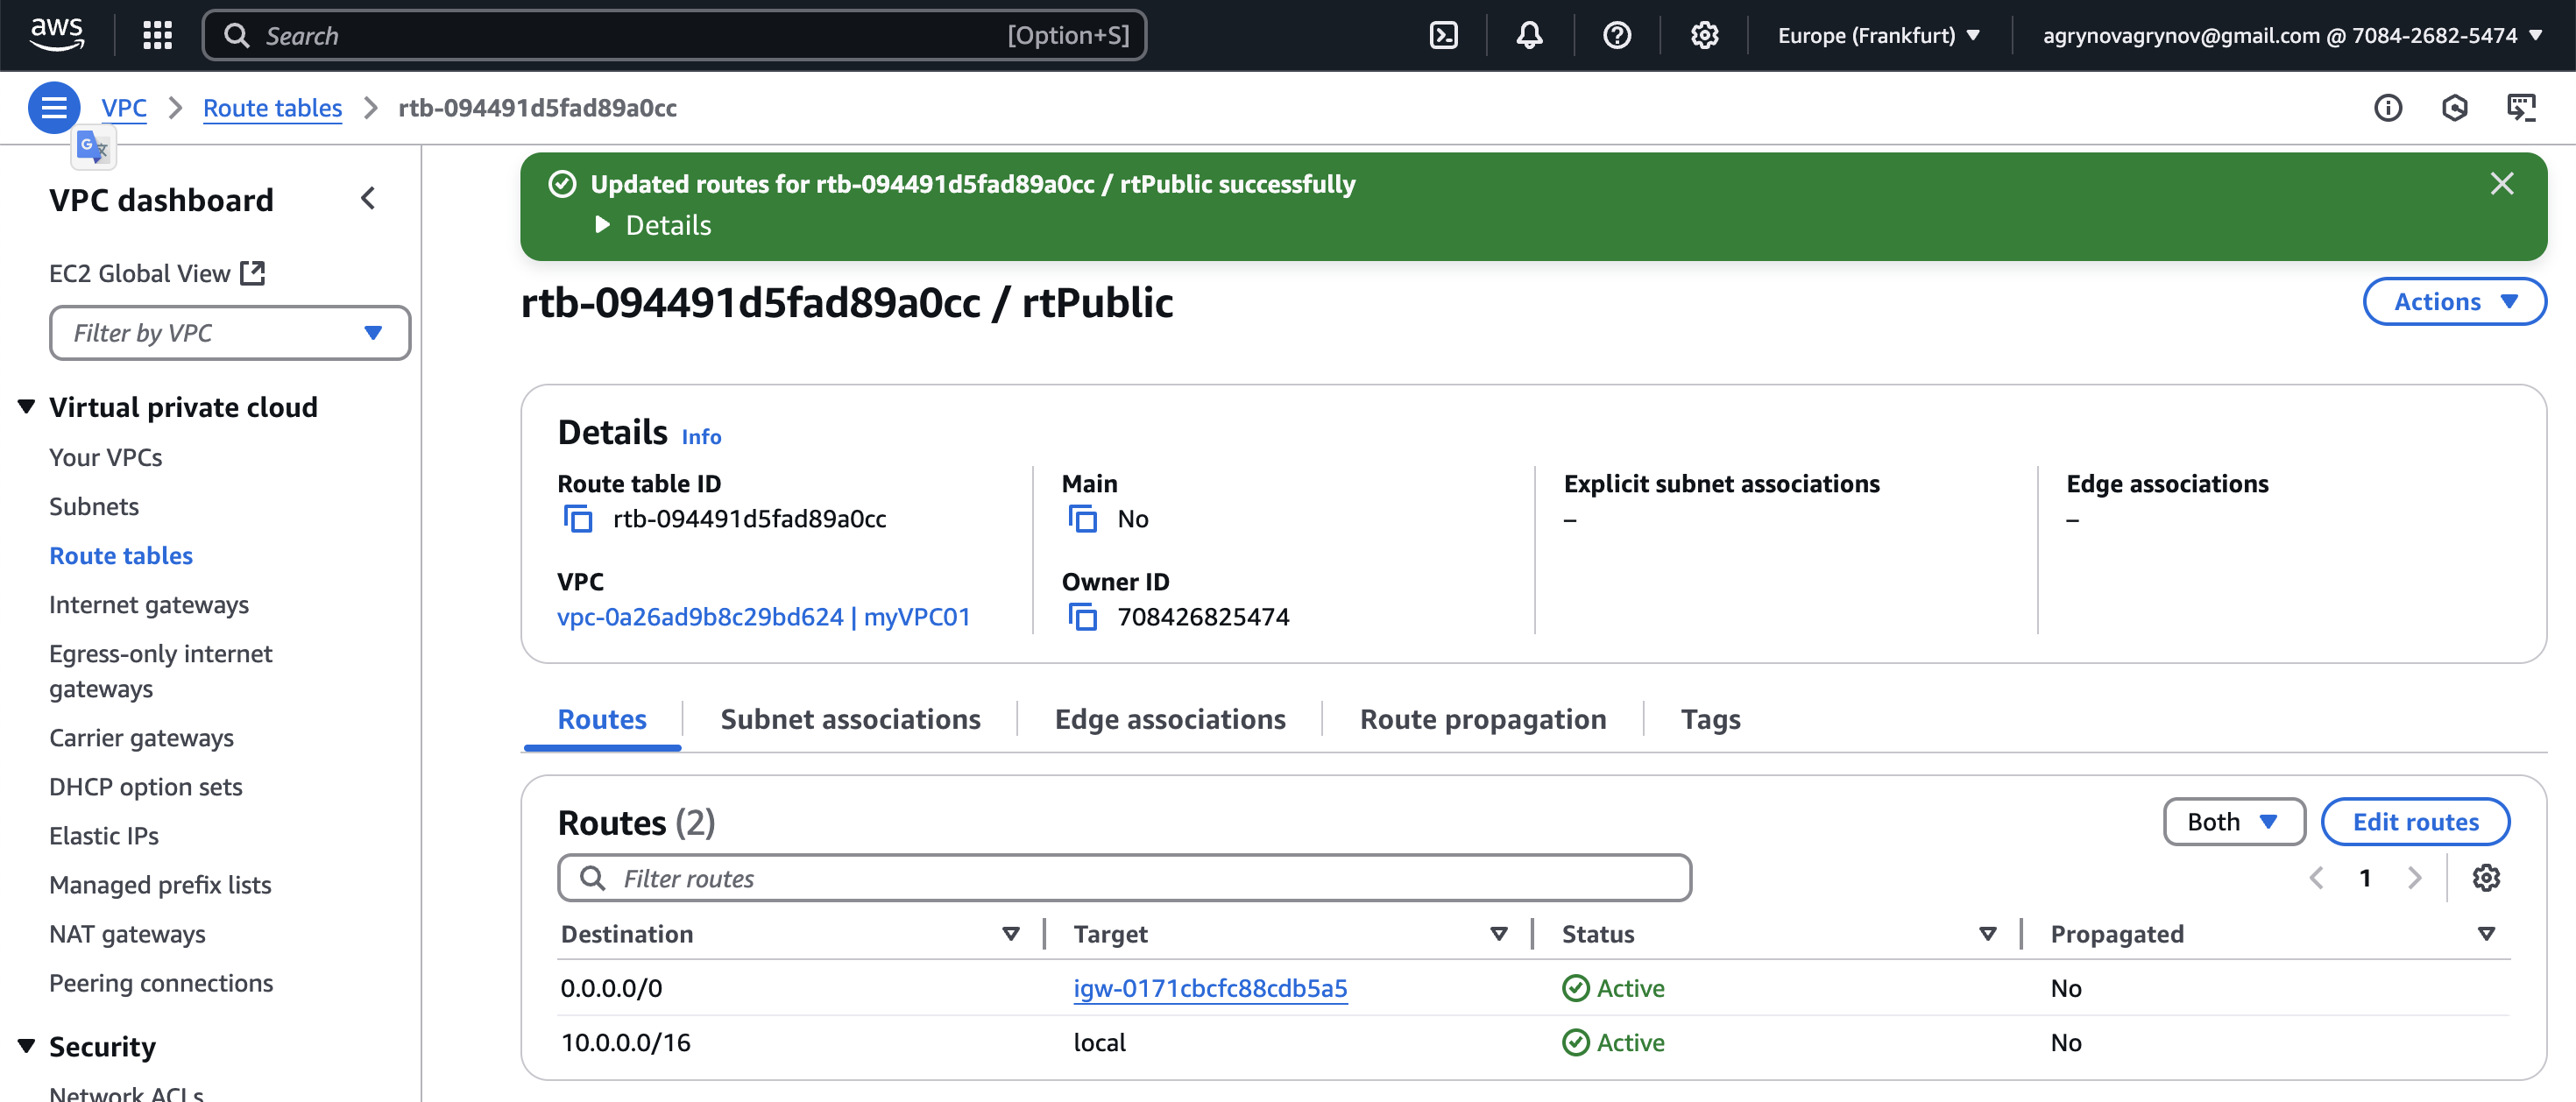 aws
Search [Option+S]
Europe (Frankfurt)
agrynovagrynov@gmail.com @ 7084-2682-5474
VPC
Route tables
rtb-094491d5fad89a0cc
G 文
VPC dashboard
EC2 Global View
Filter by VPC
Virtual private cloud
Your VPCs
Subnets
Route tables
Internet gateways
Egress-only internet
gateways
Carrier gateways
DHCP option sets
Elastic IPs
Managed prefix lists
NAT gateways
Peering connections
Security
Network ACLs
Updated routes for rtb-094491d5fad89a0cc / rtPublic successfully
Details
rtb-094491d5fad89a0cc / rtPublic
Actions
Details Info
Route table ID
rtb-094491d5fad89a0cc
Main
No
Explicit subnet associations
–
Edge associations
–
VPC
vpc-0a26ad9b8c29bd624 | myVPC01
Owner ID
708426825474
Routes
Subnet associations
Edge associations
Route propagation
Tags
Routes (2)
Both
Edit routes
Filter routes
1
Destination Target Status Propagated
0.0.0.0/0 igw-0171cbcfc88cdb5a5 Active No
10.0.0.0/16 local Active No